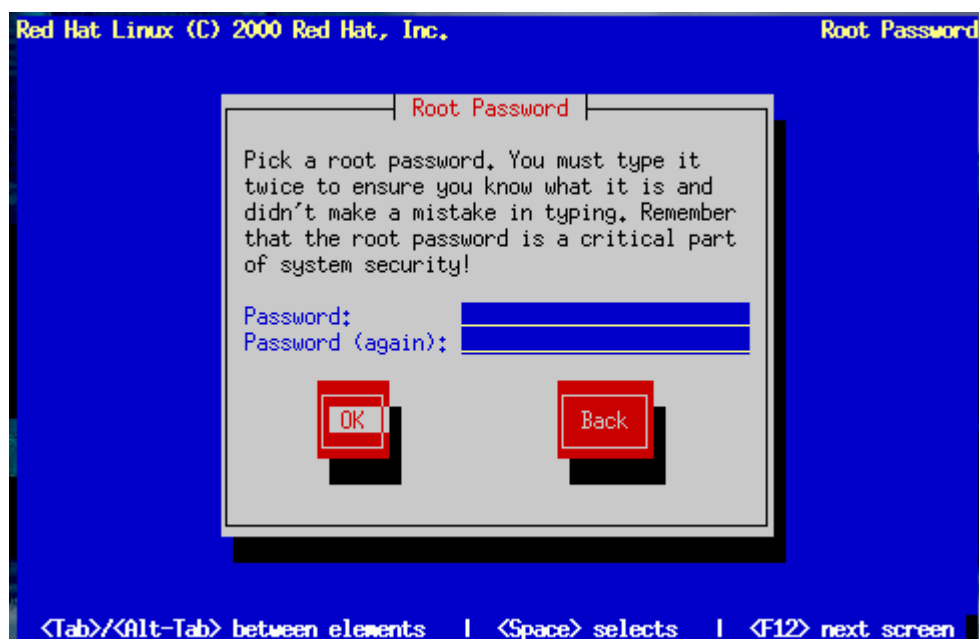 Red Hat Linux (C) 2000 Red Hat, Inc. Root Password
Root Password
Pick a root password. You must type it
twice to ensure you know what it is and
didn't make a mistake in typing. Remember
that the root password is a critical part
of system security!
Password:
Password (again):
OK Back
<Tab>/<Alt-Tab> between elements | <Space> selects | <F12> next screen